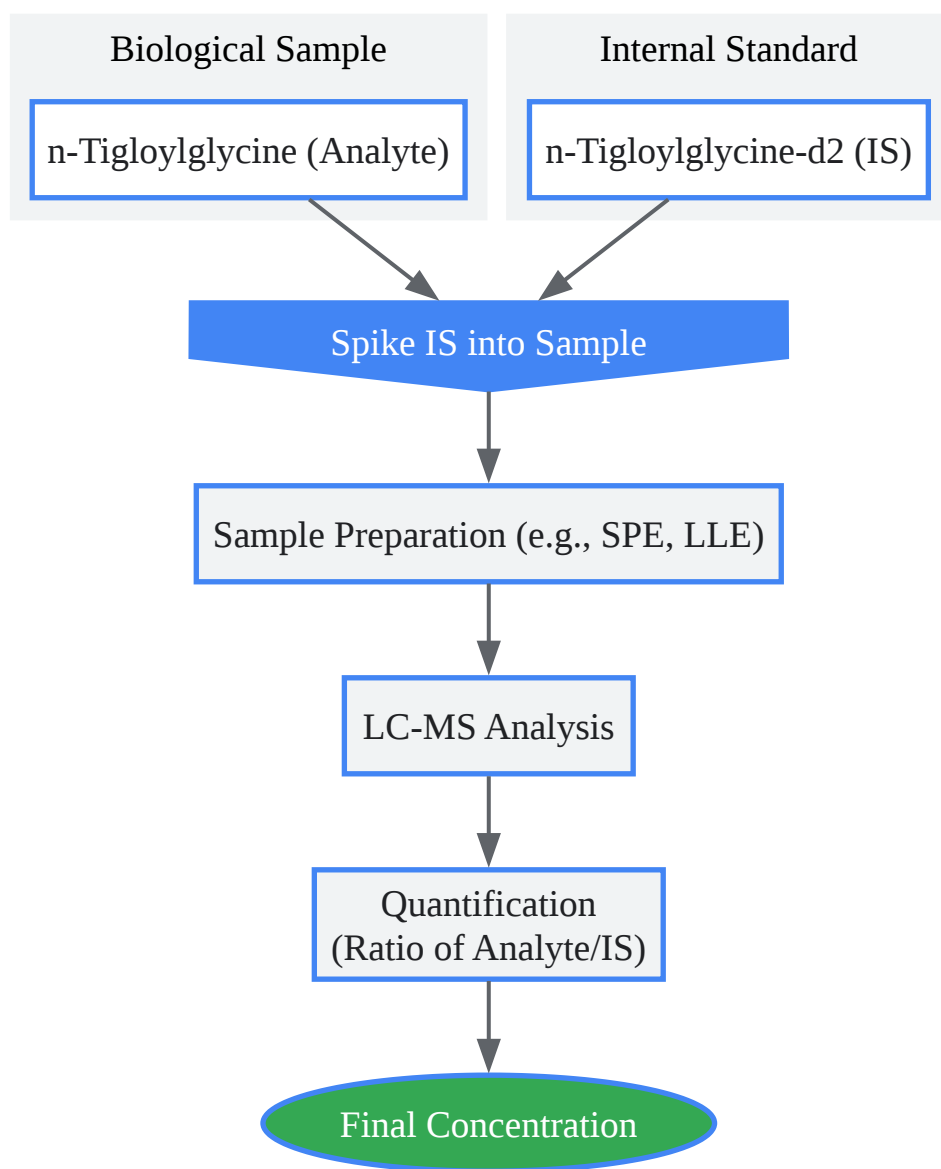 Biological Sample
Internal Standard
n-Tigloylglycine (Analyte)
n-Tigloylglycine-d2 (IS)
Spike IS into Sample
Sample Preparation (e.g., SPE, LLE)
LC-MS Analysis
Quantification
(Ratio of Analyte/IS)
Final Concentration